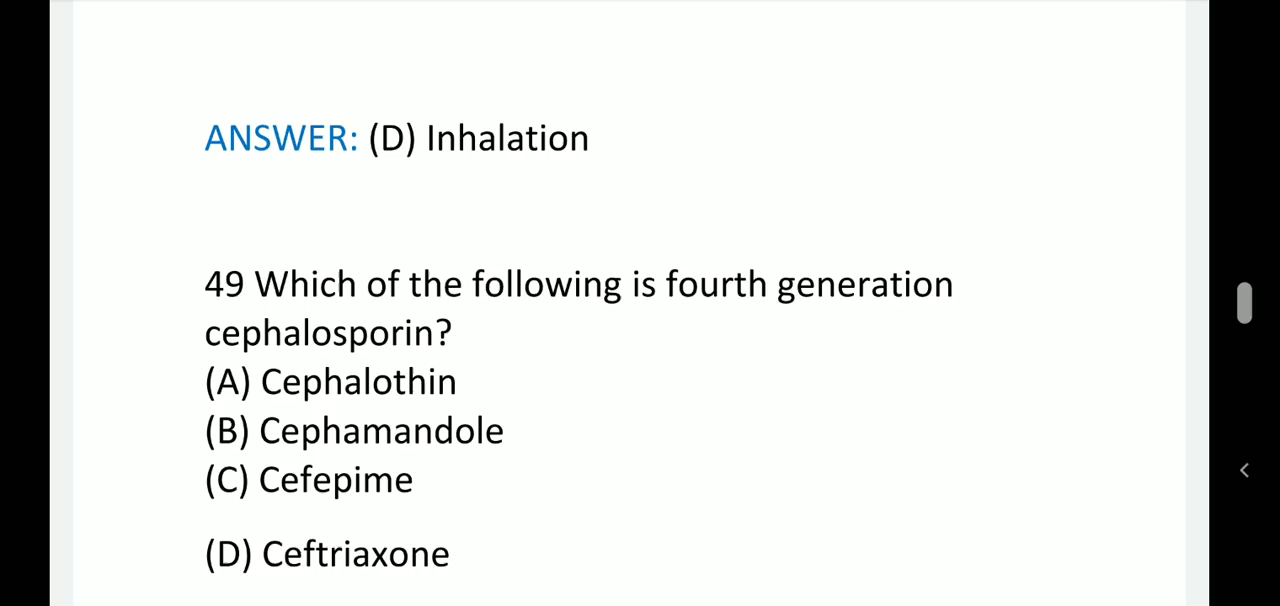 ANSWER: (D) Inhalation
49 Which of the following is fourth generation
cephalosporin?
(A) Cephalothin
(B) Cephamandole
(C) Cefepime
(D) Ceftriaxone